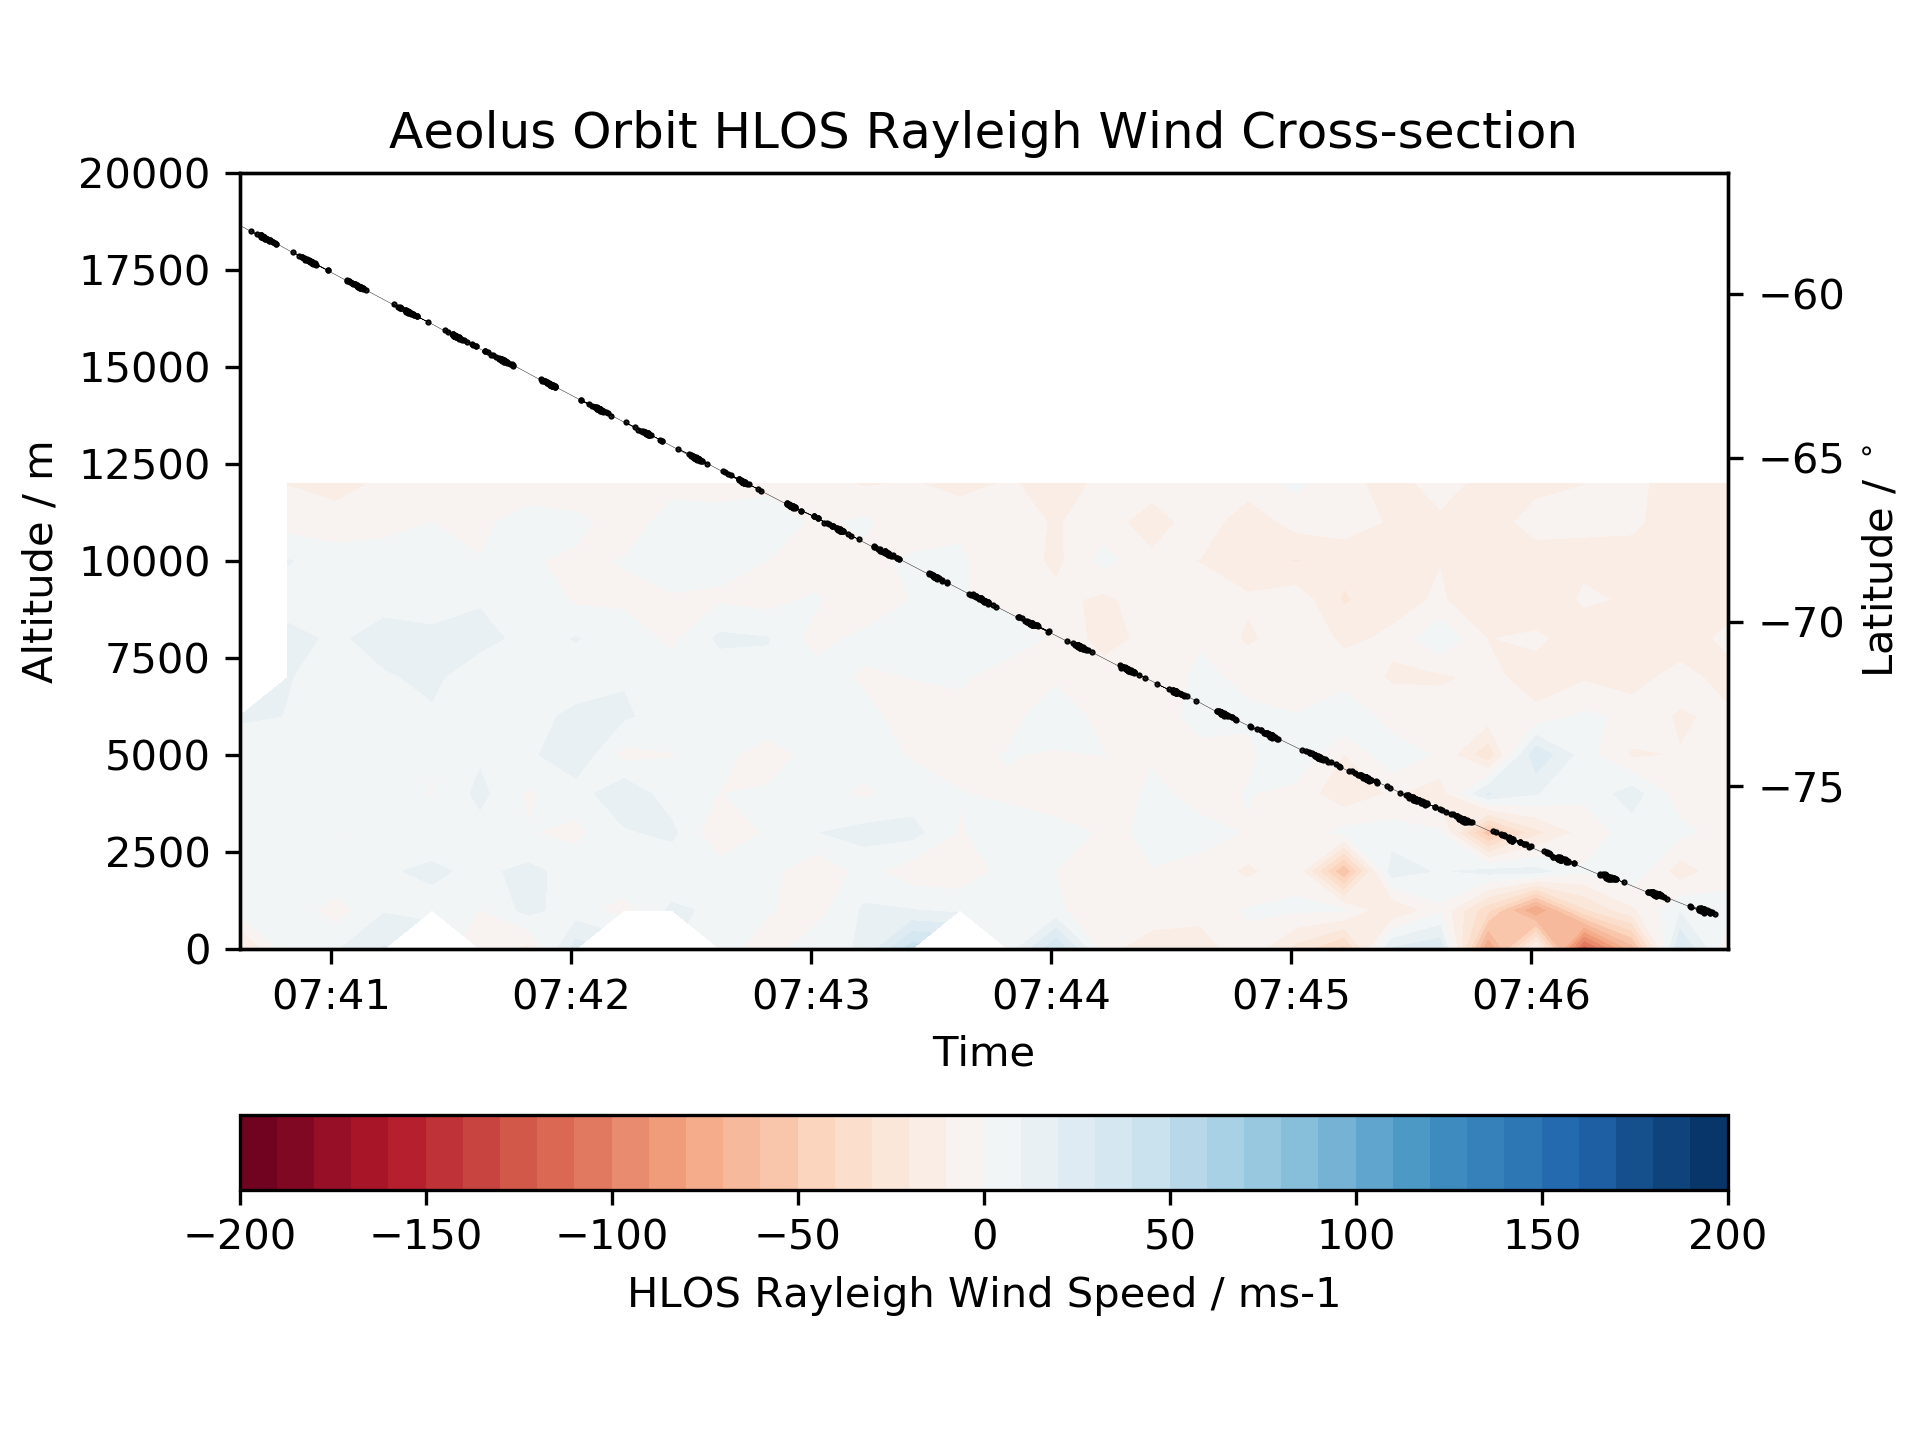 Aeolus Orbit HLOS Rayleigh Wind Cross-section
20000
17500
15000
12500
10000
7500
5000
2500
0
Altitude / m
−60
−65
−70
−75
Latitude / °
07:41 07:42 07:43 07:44 07:45 07:46
Time
−200 −150 −100 −50 0 50 100 150 200
HLOS Rayleigh Wind Speed / ms-1